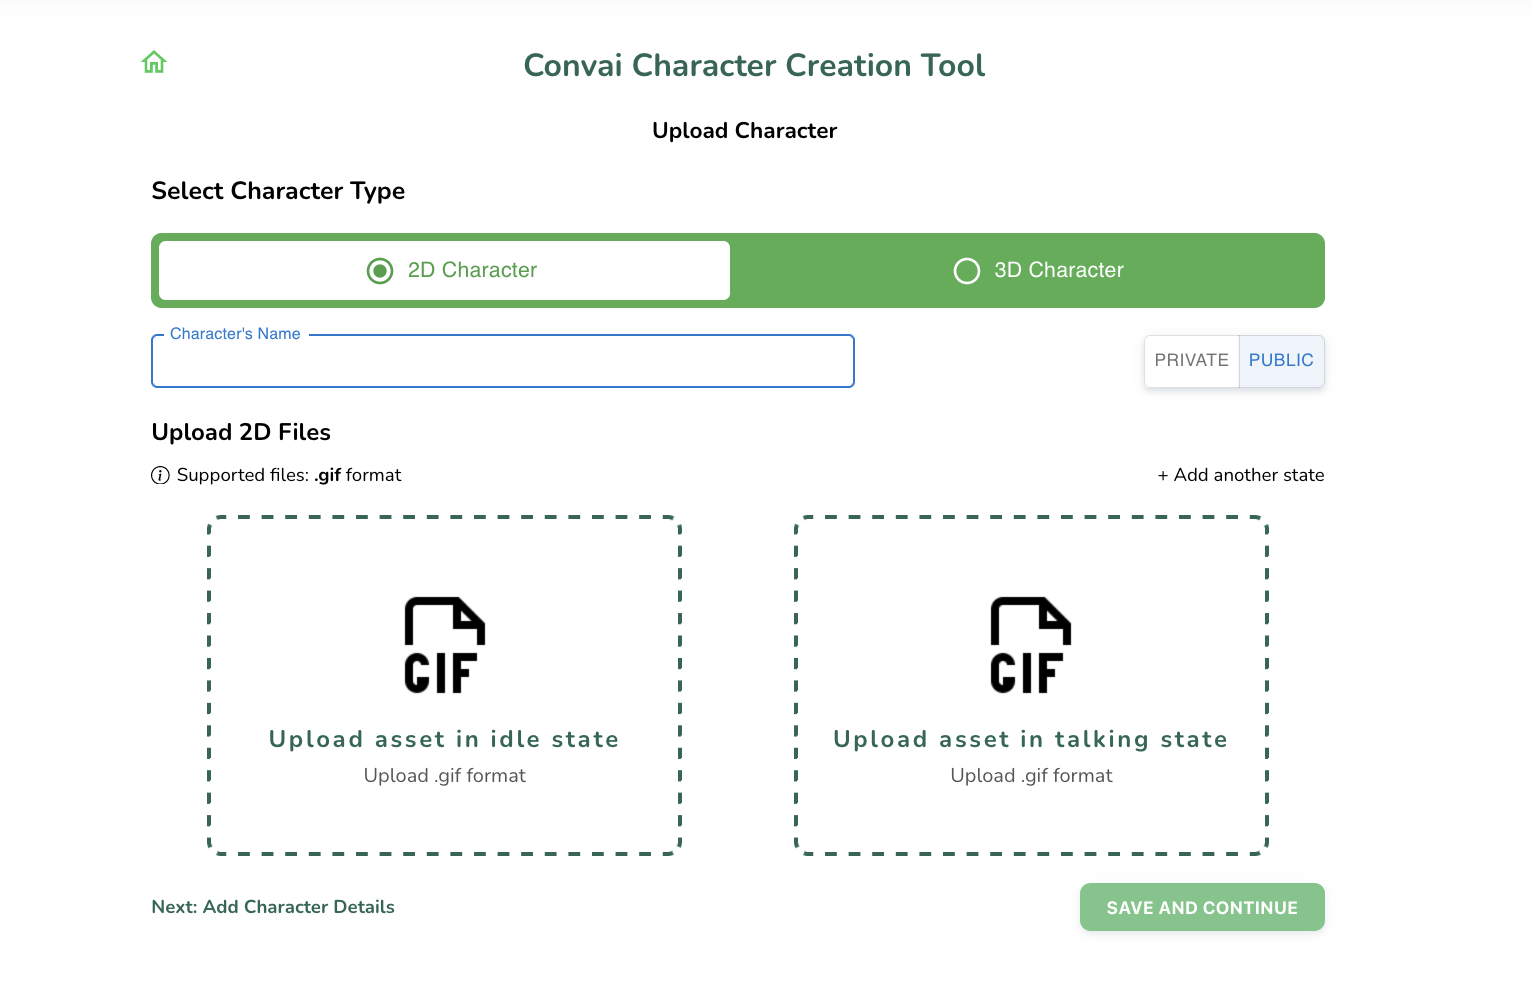 Convai Character Creation Tool
Upload Character
Select Character Type
2D Character
3D Character
Character's Name
PRIVATE
PUBLIC
Upload 2D Files
Supported files: .gif format
+ Add another state
GIF
Upload asset in idle state
Upload .gif format
GIF
Upload asset in talking state
Upload .gif format
Next: Add Character Details
SAVE AND CONTINUE